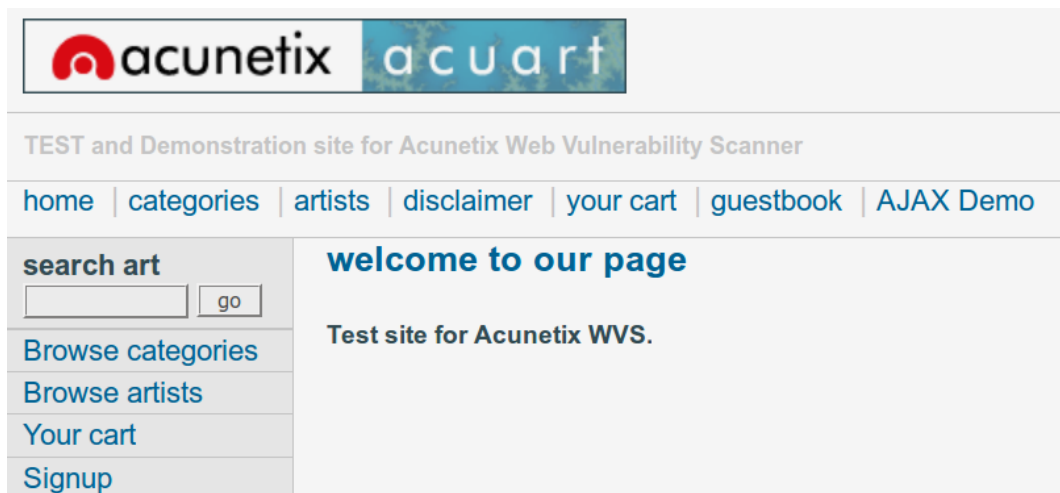 acunetix acuart
TEST and Demonstration site for Acunetix Web Vulnerability Scanner
home | categories | artists | disclaimer | your cart | guestbook | AJAX Demo
search art
go
Browse categories
Browse artists
Your cart
Signup
welcome to our page
Test site for Acunetix WVS.